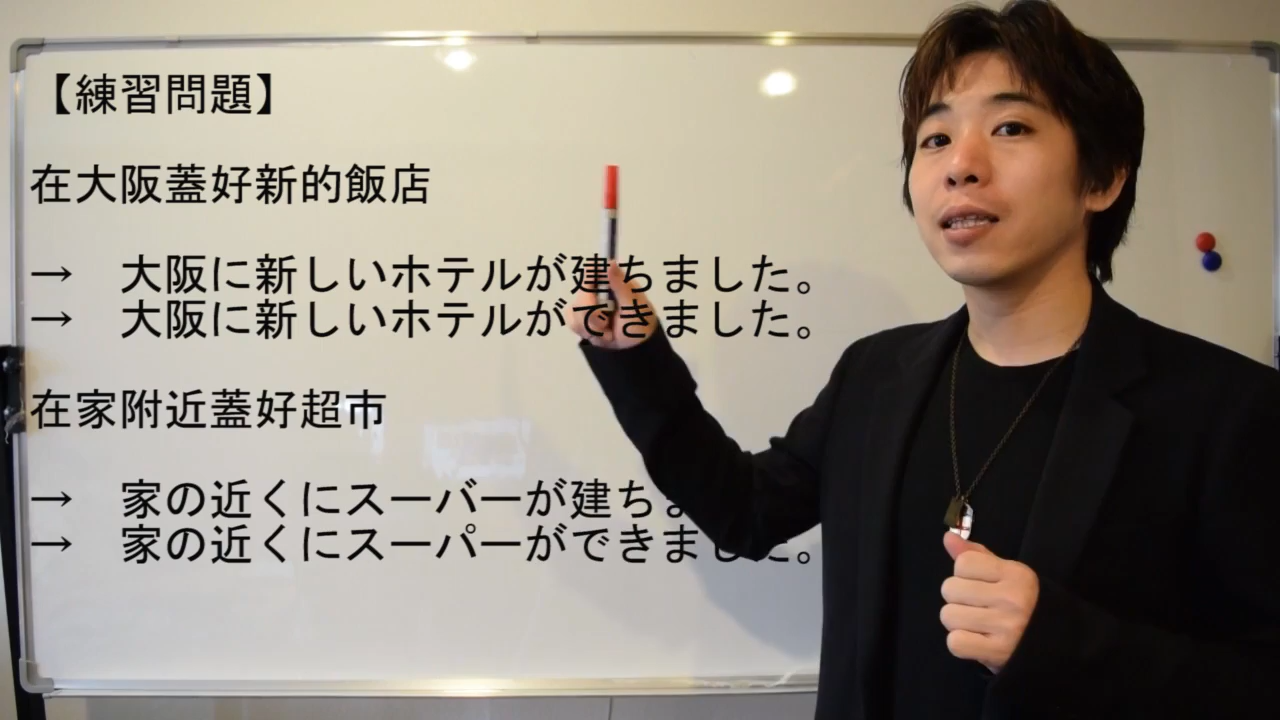 【練習問題】
在大阪蓋好新的飯店
→ 大阪に新しいホテルが建ちました。
→ 大阪に新しいホテルができました。
在家附近蓋好超市
→ 家の近くにスーバーが建ちま
→ 家の近くにスーパーができました。